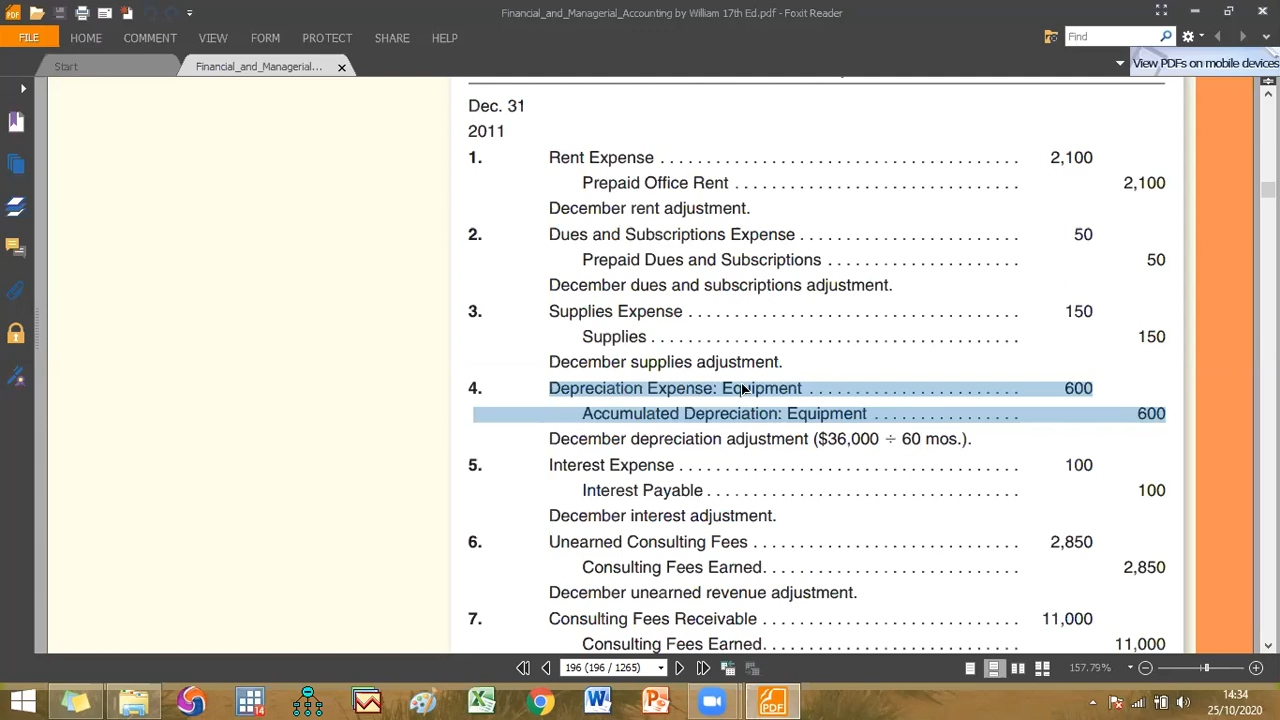 Financial_and_Managerial_Accounting by William 17th Ed.pdf - Foxit Reader
FILE HOME COMMENT VIEW FORM PROTECT SHARE HELP
Find
Start
Financial_and_Managerial...
View PDFs on mobile devices
Dec. 31
2011
1. Rent Expense . . . . . . . . . . . . . . . . . . . . . . . . . . . . . . . . . . . . . . . 2,100
Prepaid Office Rent . . . . . . . . . . . . . . . . . . . . . . . . . . . . . . . 2,100
December rent adjustment.
2. Dues and Subscriptions Expense . . . . . . . . . . . . . . . . . . . . . . . . 50
Prepaid Dues and Subscriptions . . . . . . . . . . . . . . . . . . . . . 50
December dues and subscriptions adjustment.
3. Supplies Expense . . . . . . . . . . . . . . . . . . . . . . . . . . . . . . . . . . . . 150
Supplies . . . . . . . . . . . . . . . . . . . . . . . . . . . . . . . . . . . . . . . . 150
December supplies adjustment.
4. Depreciation Expense: Equipment . . . . . . . . . . . . . . . . . . . . . . . 600
Accumulated Depreciation: Equipment . . . . . . . . . . . . . . . . 600
December depreciation adjustment ($36,000 ÷ 60 mos.).
5. Interest Expense . . . . . . . . . . . . . . . . . . . . . . . . . . . . . . . . . . . . . 100
Interest Payable . . . . . . . . . . . . . . . . . . . . . . . . . . . . . . . . . . 100
December interest adjustment.
6. Unearned Consulting Fees . . . . . . . . . . . . . . . . . . . . . . . . . . . . . 2,850
Consulting Fees Earned. . . . . . . . . . . . . . . . . . . . . . . . . . . . 2,850
December unearned revenue adjustment.
7. Consulting Fees Receivable . . . . . . . . . . . . . . . . . . . . . . . . . . . . 11,000
Consulting Fees Earned. . . . . . . . . . . . . . . . . . . . . . . . . . . . 11,000
196 (196 / 1265)
157.79%
14
PDF
14:34
25/10/2020